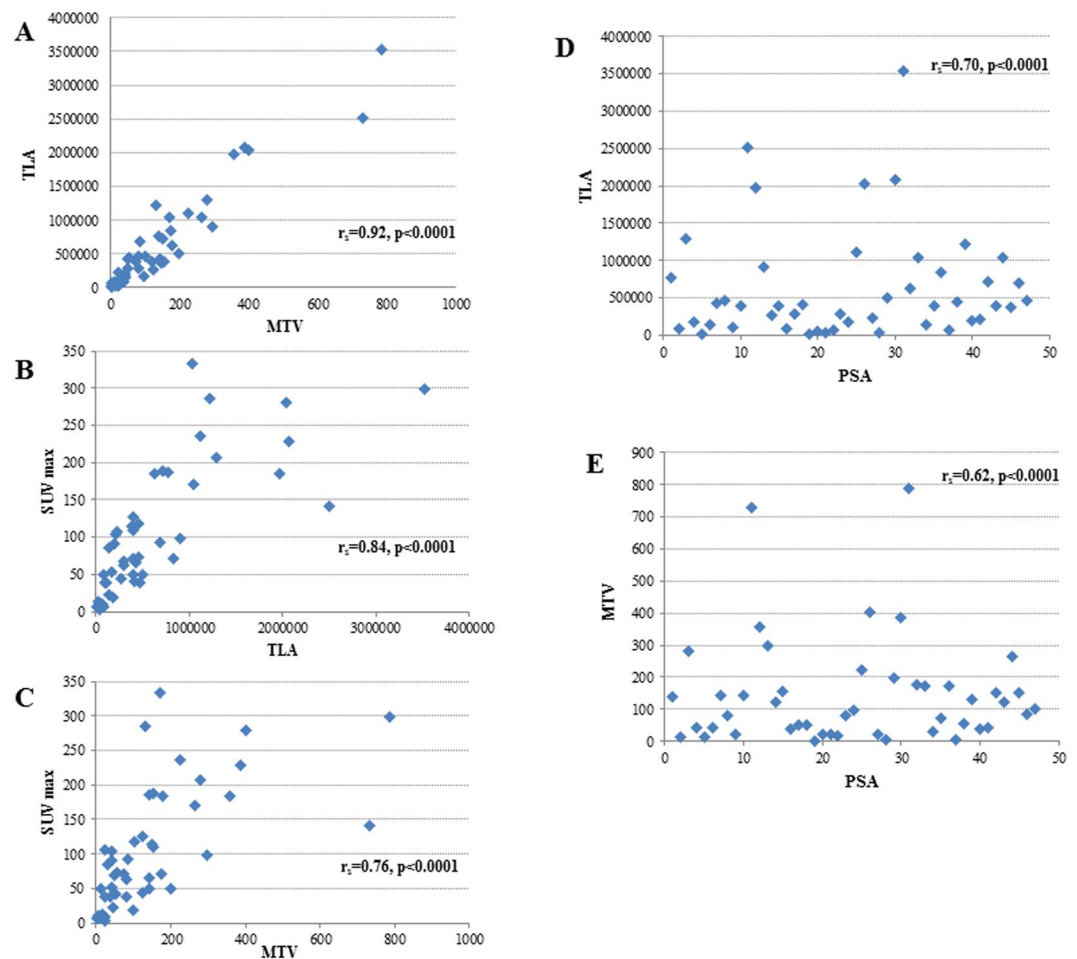 A
4000000
3500000
3000000
2500000
2000000
1500000
1000000
500000
0
TLA
rs=0.92, p<0.0001
0 200 400 600 800 1000
MTV
B
350
300
250
200
150
100
50
0
SUV max
rs=0.84, p<0.0001
0 1000000 2000000 3000000 4000000
TLA
C
350
300
250
200
150
100
50
0
SUV max
rs=0.76, p<0.0001
0 200 400 600 800 1000
MTV
D
4000000
3500000
3000000
2500000
2000000
1500000
1000000
500000
0
TLA
rs=0.70, p<0.0001
0 10 20 30 40 50
PSA
E
900
800
700
600
500
400
300
200
100
0
MTV
rs=0.62, p<0.0001
0 10 20 30 40 50
PSA